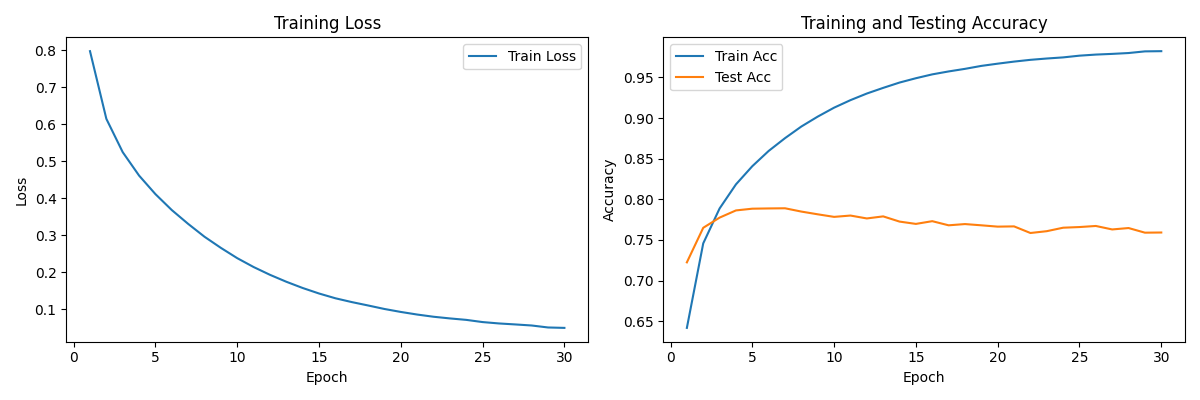 Training Loss
Train Loss
0.8
0.7
0.6
0.5
0.4
0.3
0.2
0.1
Loss
0 5 10 15 20 25 30
Epoch
Training and Testing Accuracy
Train Acc
Test Acc
0.95
0.90
0.85
0.80
0.75
0.70
0.65
Accuracy
0 5 10 15 20 25 30
Epoch